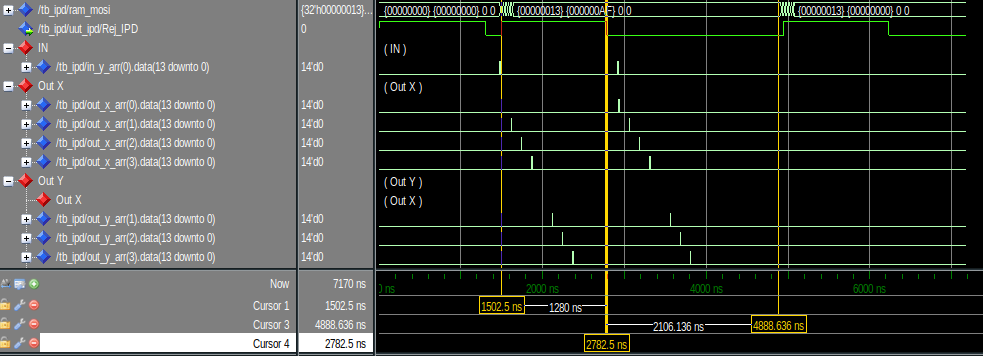 /tb_ipd/ram_mosi {32'h00000013}... {00000000} {00000000} 0 0 {00000013} {000000AF} 0 0 {00000013} {00000000} 0 0
/tb_ipd/uut_ipd/Rej_IPD 0
IN ( IN )
/tb_ipd/in_y_arr(0).data(13 downto 0) 14'd0
Out X ( Out X )
/tb_ipd/out_x_arr(0).data(13 downto 0) 14'd0
/tb_ipd/out_x_arr(1).data(13 downto 0) 14'd0
/tb_ipd/out_x_arr(2).data(13 downto 0) 14'd0
/tb_ipd/out_x_arr(3).data(13 downto 0) 14'd0
Out Y ( Out Y )
Out X ( Out X )
/tb_ipd/out_y_arr(1).data(13 downto 0) 14'd0
/tb_ipd/out_y_arr(2).data(13 downto 0) 14'd0
/tb_ipd/out_y_arr(3).data(13 downto 0) 14'd0
Now 7170 ns 0 ns 2000 ns 4000 ns 6000 ns
Cursor 1 1502.5 ns 1502.5 ns 1280 ns
Cursor 3 4888.636 ns 2106.136 ns 4888.636 ns
Cursor 4 2782.5 ns 2782.5 ns